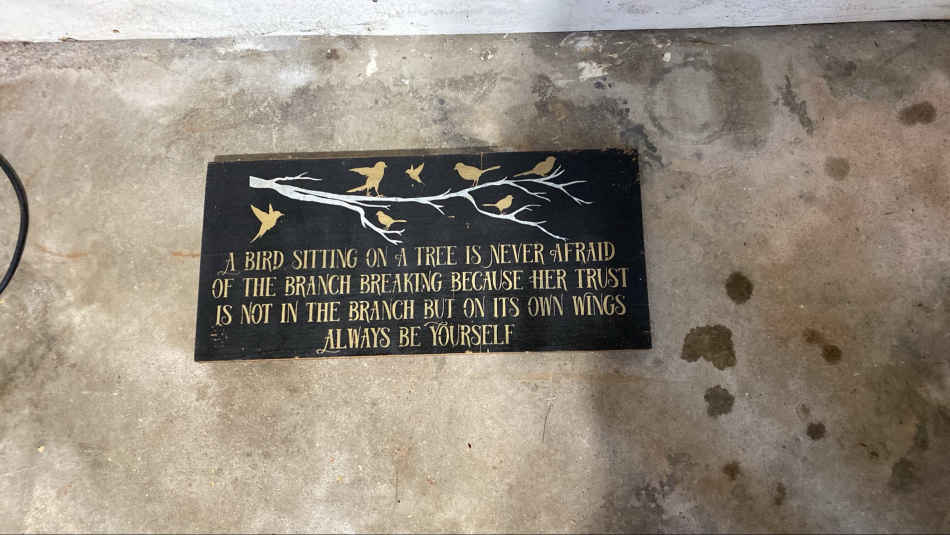 A BIRD SITTING ON A TREE IS NEVER AFRAID
OF THE BRANCH BREAKING BECAUSE HER TRUST
IS NOT IN THE BRANCH BUT ON ITS OWN WINGS
ALWAYS BE YOURSELF